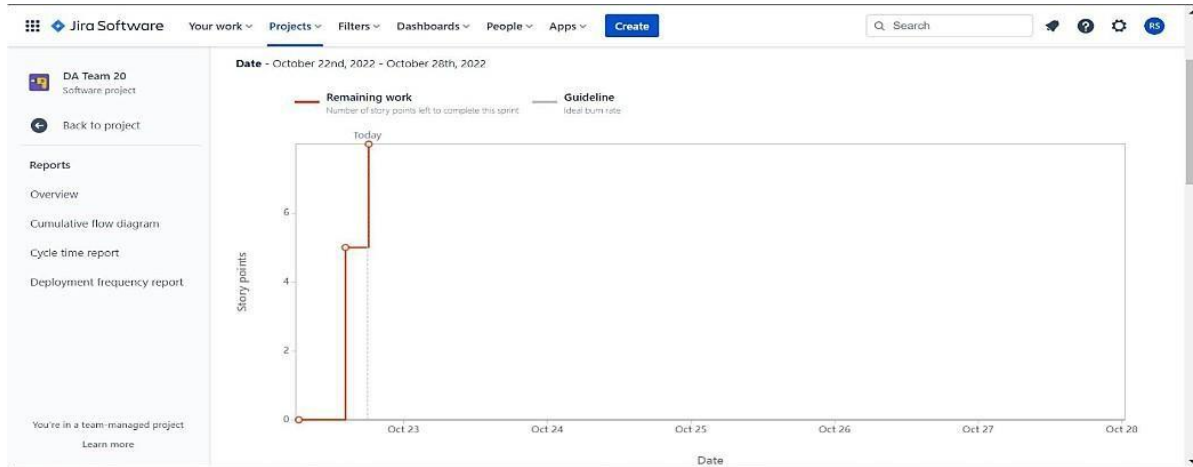 Jira Software Your work Projects Filters Dashboards People Apps Create Search RS
DA Team 20
Software project
Back to project
Reports
Overview
Cumulative flow diagram
Cycle time report
Deployment frequency report
You're in a team-managed project
Learn more
Date - October 22nd, 2022 - October 28th, 2022
Remaining work
Number of story points left to complete this sprint
Guideline
Ideal burn rate
Today
Story points
6
4
2
0
Oct 23 Oct 24 Oct 25 Oct 26 Oct 27 Oct 28
Date